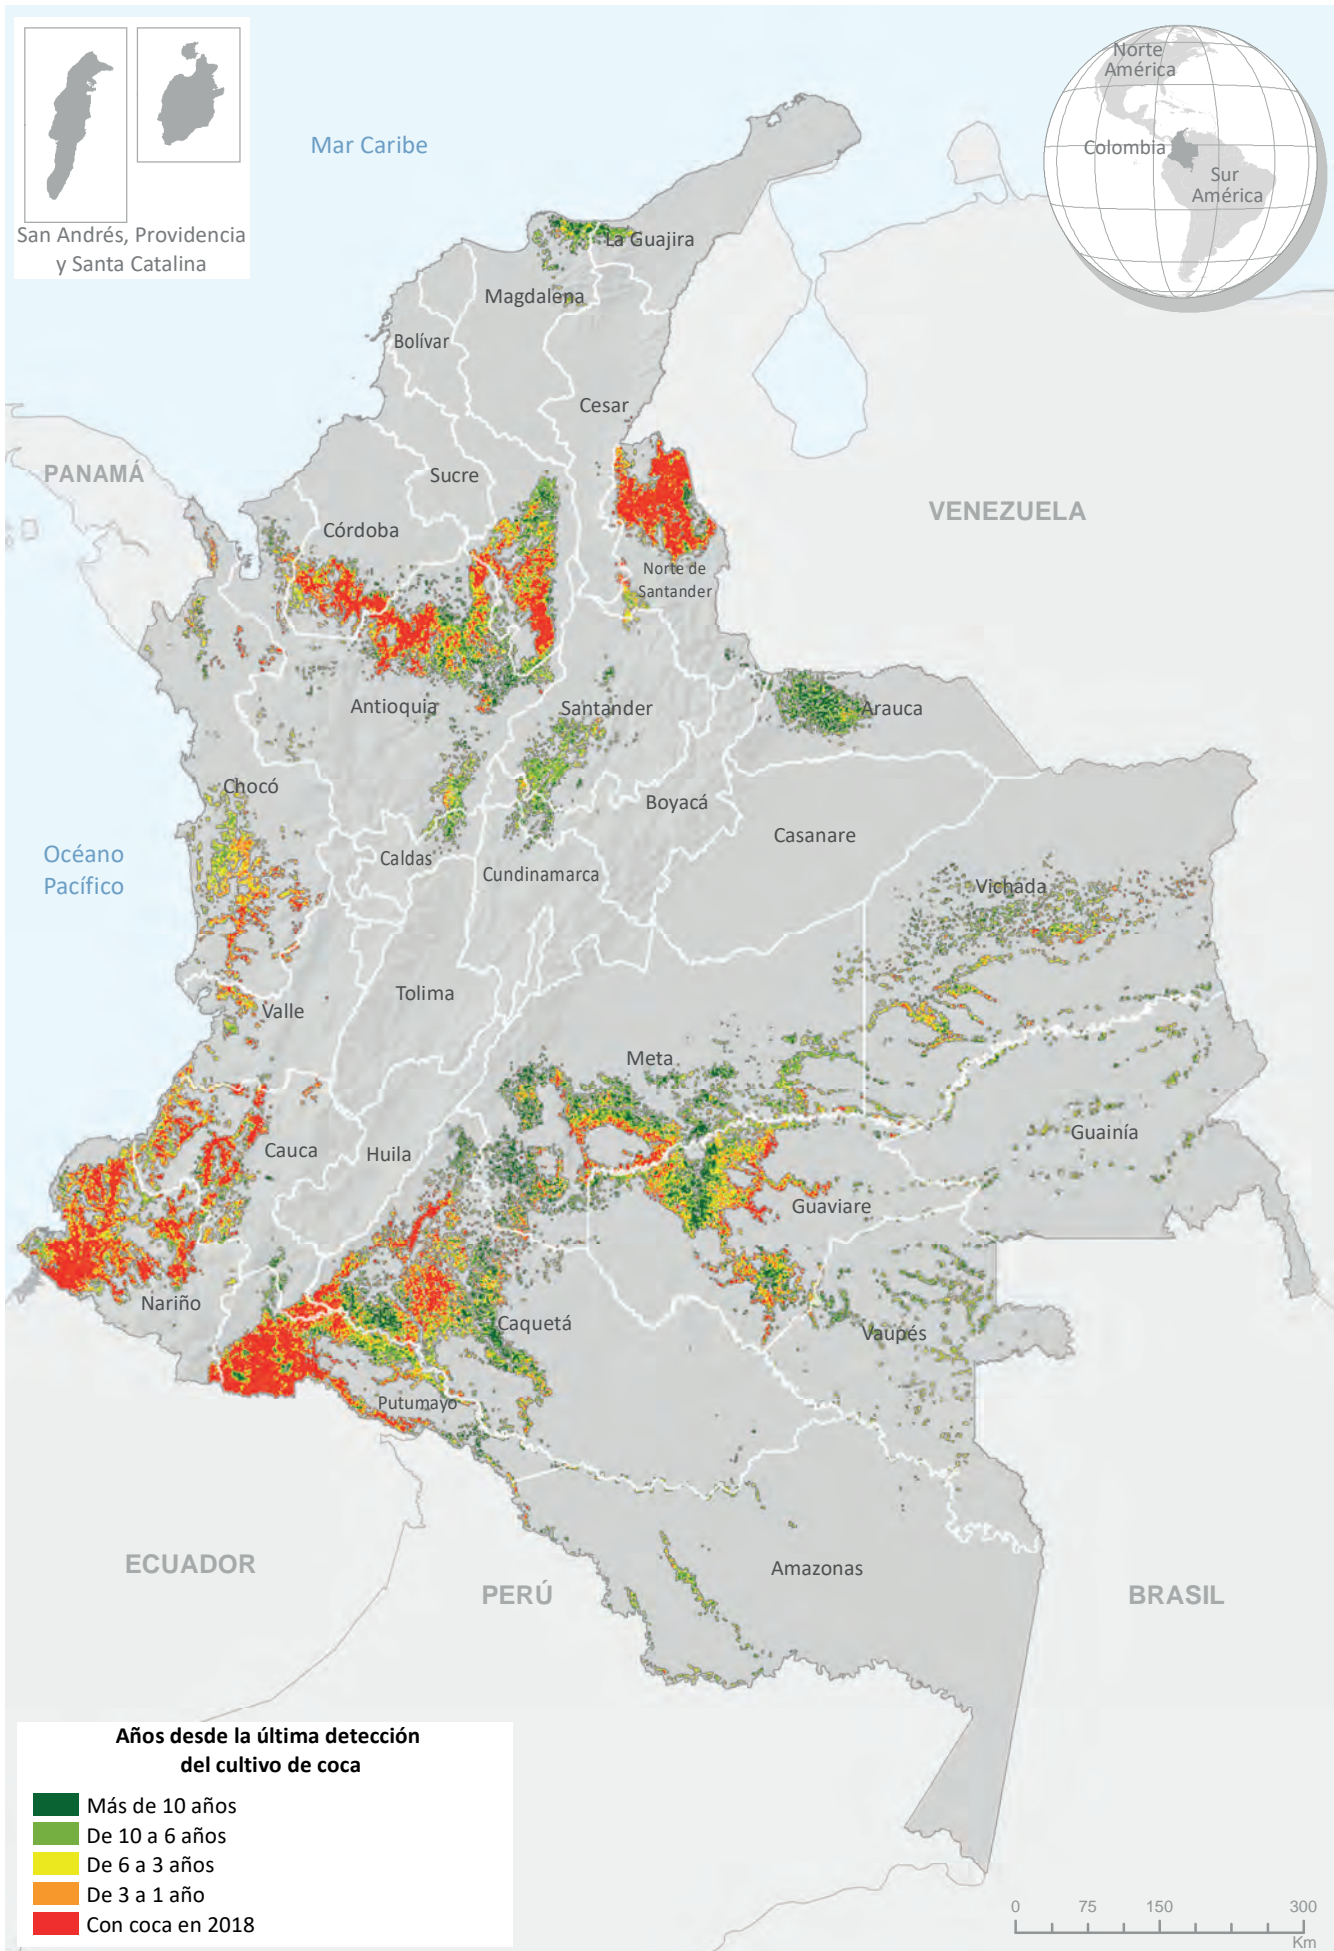 Norte
América
Colombia
Sur
América
Mar Caribe
San Andrés, Providencia
y Santa Catalina
La Guajira
Magdalena
Bolívar
Cesar
PANAMÁ
Sucre
VENEZUELA
Córdoba
Norte de
Santander
Antioquia
Santander
Arauca
Chocó
Boyacá
Casanare
Océano
Pacífico
Caldas
Cundinamarca
Vichada
Tolima
Valle
Meta
Guainía
Cauca
Huila
Guaviare
Nariño
Caquetá
Vaupés
Putumayo
ECUADOR
PERÚ
Amazonas
BRASIL
Años desde la última detección
del cultivo de coca
Más de 10 años
De 10 a 6 años
De 6 a 3 años
De 3 a 1 año
Con coca en 2018
0 75 150 300
Km